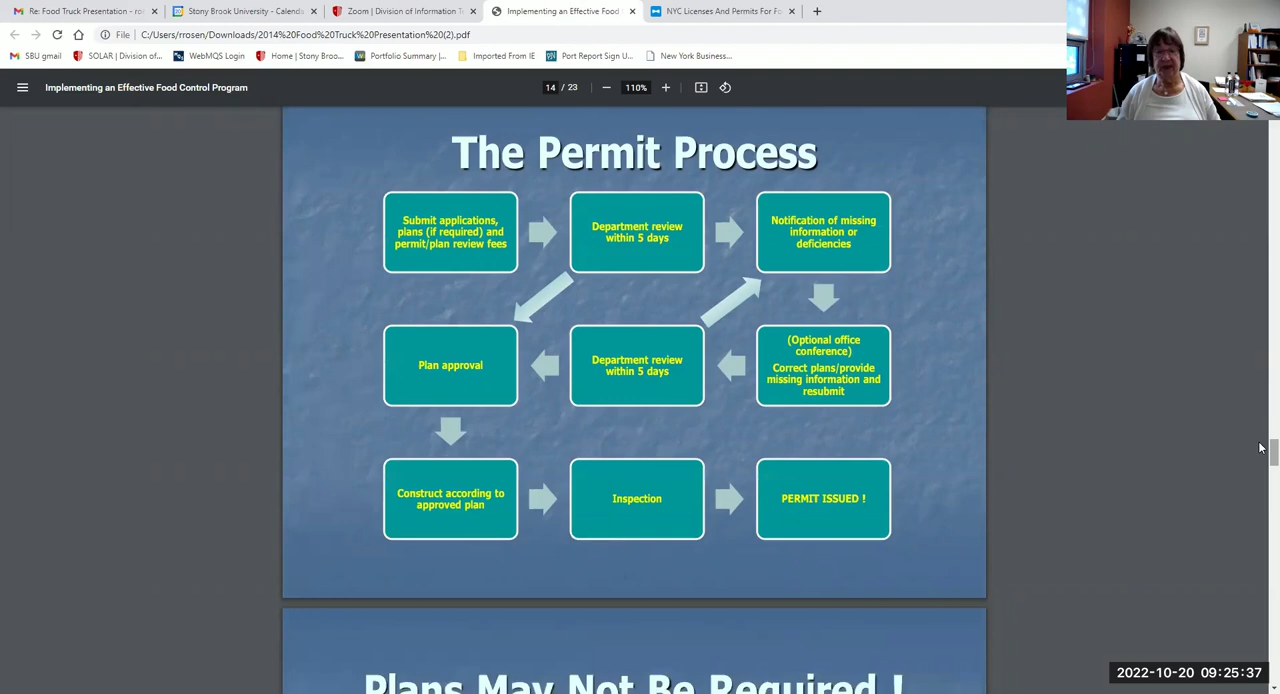 Re: Food Truck Presentation - ro
Stony Brook University - Calenda
Zoom | Division of Information T
Implementing an Effective Food
NYC Licenses And Permits For Fo
File
C:/Users/rrosen/Downloads/2014%20Food%20Truck%20Presentation%20(2).pdf
SBU gmail
SOLAR | Division of...
WebMQS Login
Home | Stony Broo...
Portfolio Summary |...
Imported From IE
Port Report Sign U...
New York Business...
Implementing an Effective Food Control Program
14 / 23
110%
The Permit Process
Submit applications,
plans (if required) and
permit/plan review fees
Department review
within 5 days
Notification of missing
information or
deficiencies
Plan approval
Department review
within 5 days
(Optional office
conference)
Correct plans/provide
missing information and
resubmit
Construct according to
approved plan
Inspection
PERMIT ISSUED !
Plans May Not Be Required !
2022-10-20 09:25:37